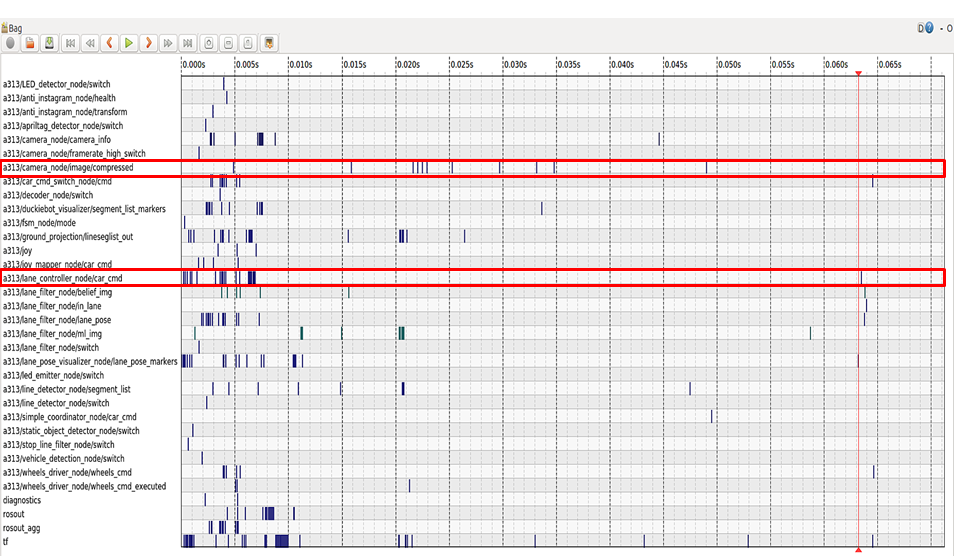 Bag
D ? - O
0.000s 0.005s 0.010s 0.015s 0.020s 0.025s 0.030s 0.035s 0.040s 0.045s 0.050s 0.055s 0.060s 0.065s
a313/LED_detector_node/switch
a313/anti_instagram_node/health
a313/anti_instagram_node/transform
a313/apriltag_detector_node/switch
a313/camera_node/camera_info
a313/camera_node/framerate_high_switch
a313/camera_node/image/compressed
a313/car_cmd_switch_node/cmd
a313/decoder_node/switch
a313/duckiebot_visualizer/segment_list_markers
a313/fsm_node/mode
a313/ground_projection/lineseglist_out
a313/joy
a313/joy_mapper_node/car_cmd
a313/lane_controller_node/car_cmd
a313/lane_filter_node/belief_img
a313/lane_filter_node/in_lane
a313/lane_filter_node/lane_pose
a313/lane_filter_node/ml_img
a313/lane_filter_node/switch
a313/lane_pose_visualizer_node/lane_pose_markers
a313/led_emitter_node/switch
a313/line_detector_node/segment_list
a313/line_detector_node/switch
a313/simple_coordinator_node/car_cmd
a313/static_object_detector_node/switch
a313/stop_line_filter_node/switch
a313/vehicle_detection_node/switch
a313/wheels_driver_node/wheels_cmd
a313/wheels_driver_node/wheels_cmd_executed
diagnostics
rosout
rosout_agg
tf